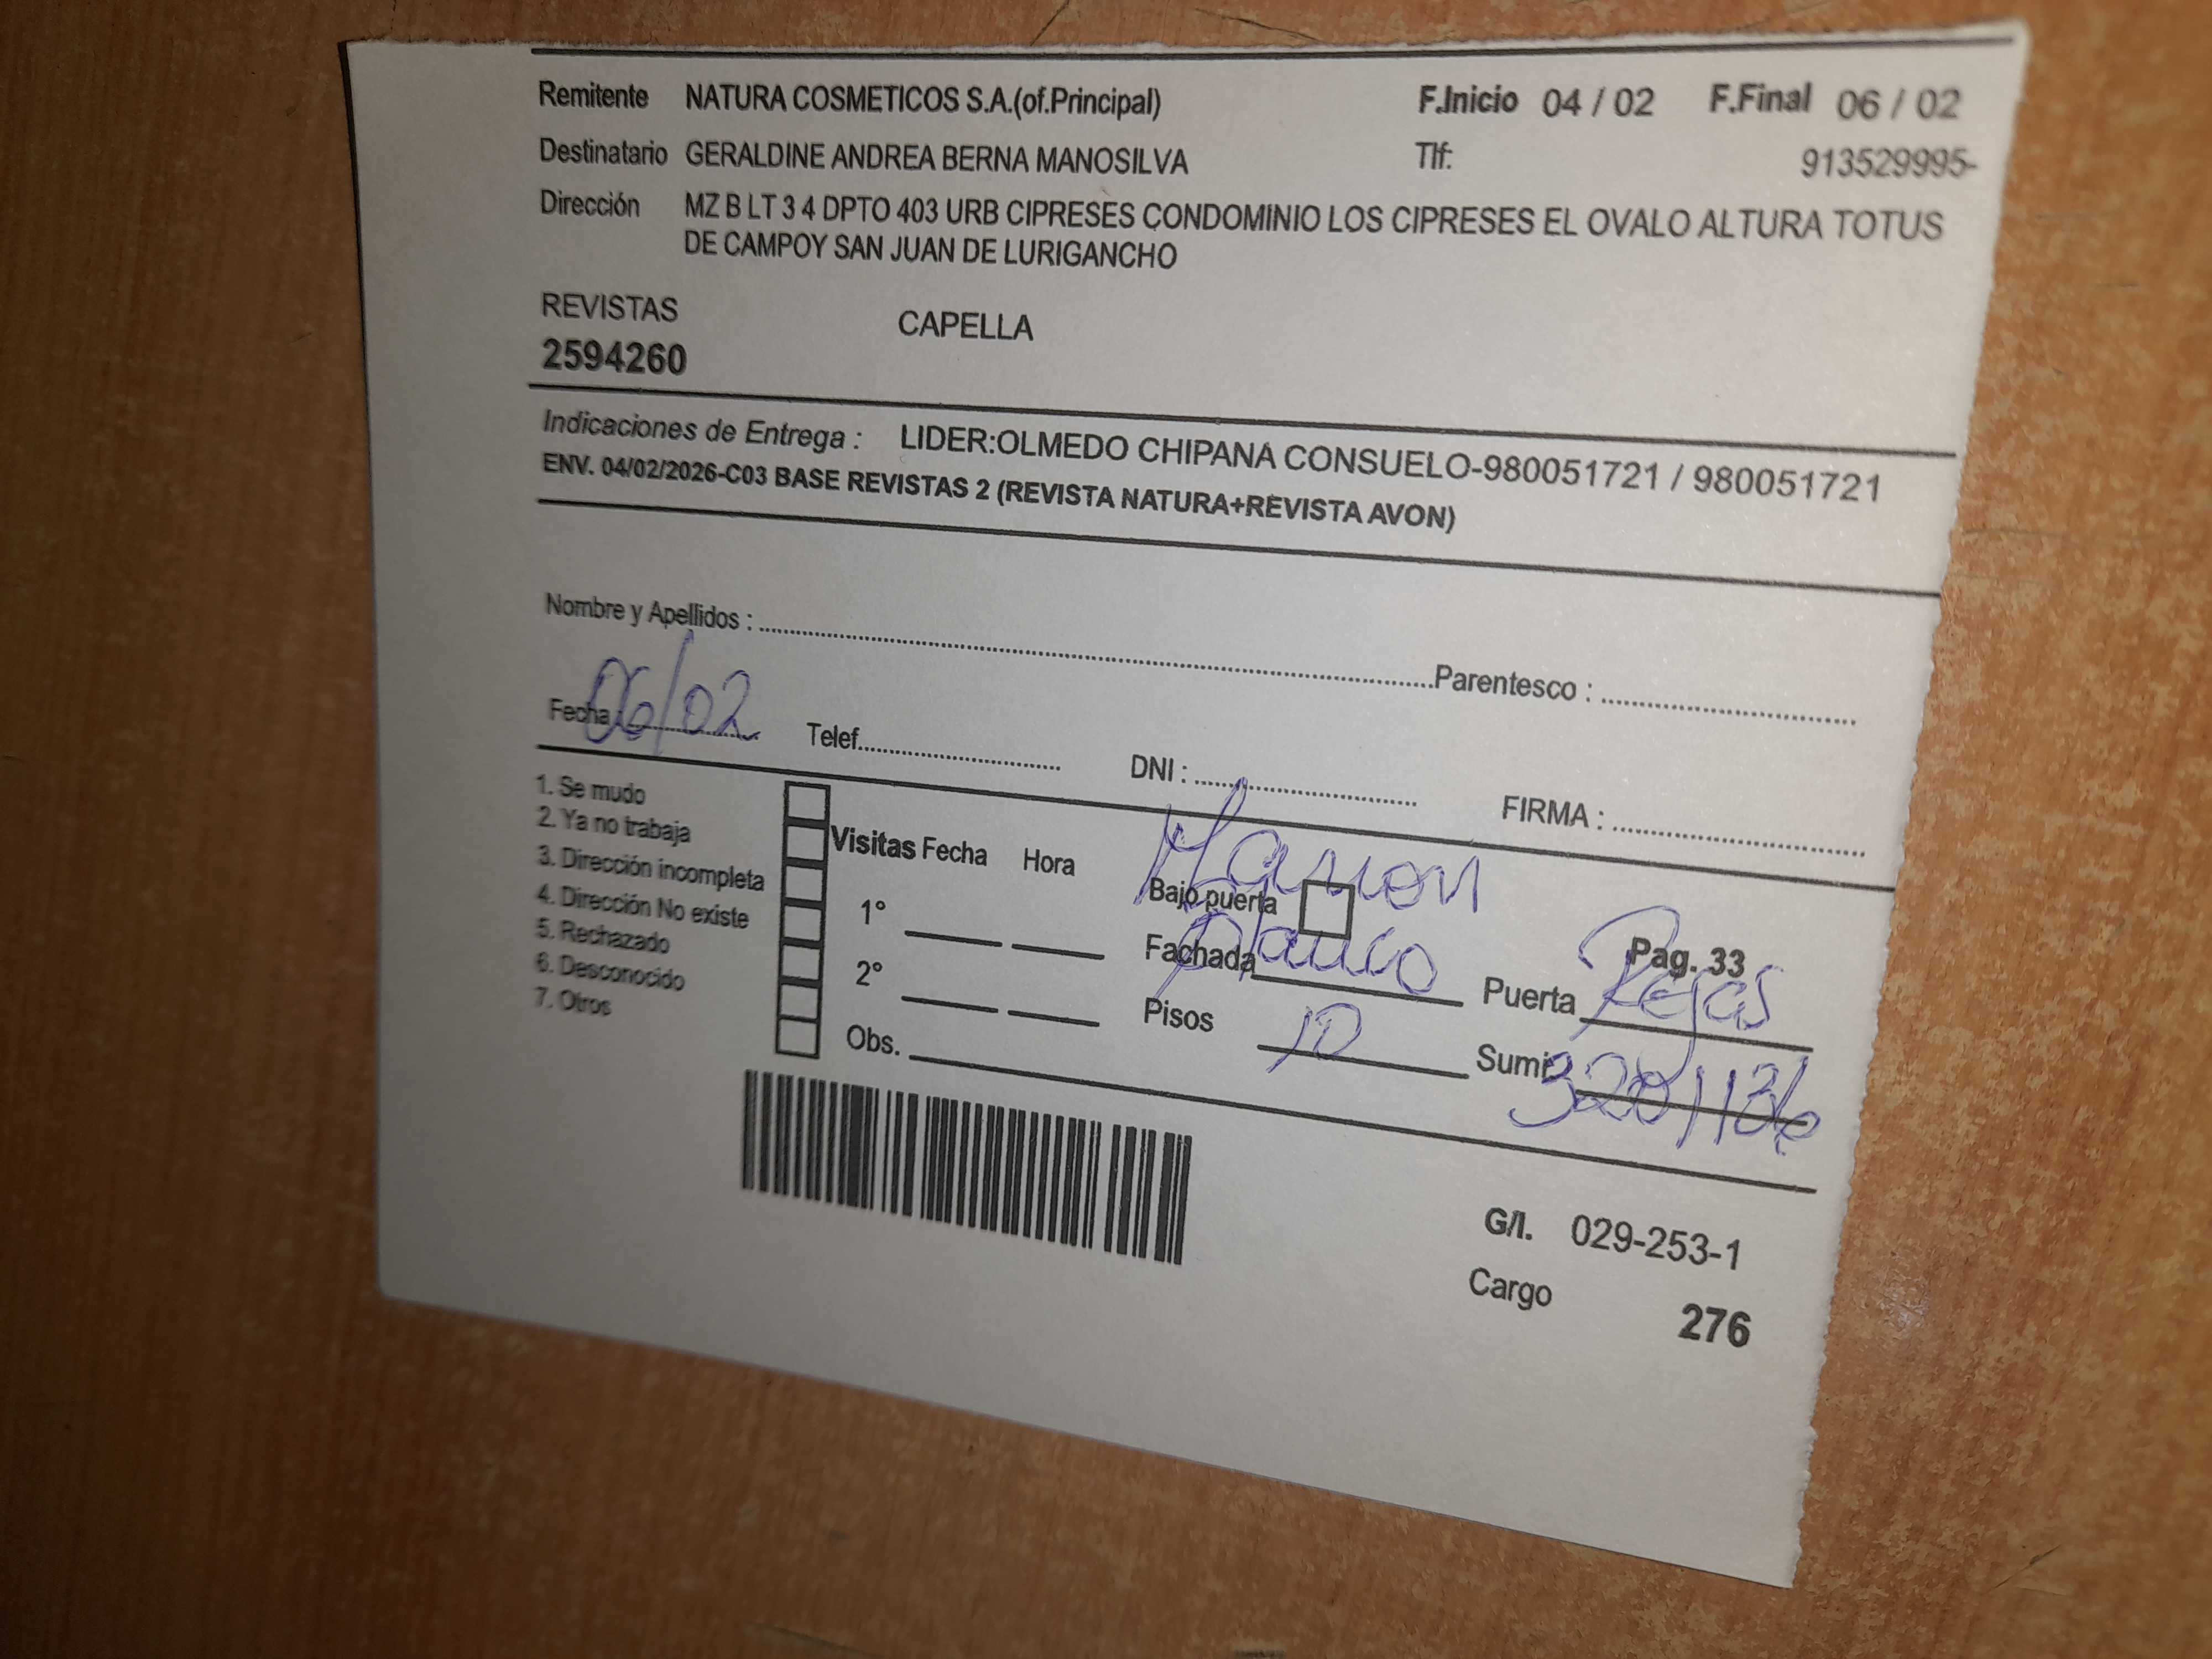 Remitente NATURA COSMETICOS S.A.(of.Principal) F.Inicio 04 / 02 F.Final 06 / 02
Destinatario GERALDINE ANDREA BERNA MANOSILVA Tlf: 913529995-
Dirección MZ B LT 3 4 DPTO 403 URB CIPRESES CONDOMINIO LOS CIPRESES EL OVALO ALTURA TOTUS
DE CAMPOY SAN JUAN DE LURIGANCHO
REVISTAS CAPELLA
2594260
Indicaciones de Entrega : LIDER:OLMEDO CHIPANA CONSUELO-980051721 / 980051721
ENV. 04/02/2026-C03 BASE REVISTAS 2 (REVISTA NATURA+REVISTA AVON)
Nombre y Apellidos : Parentesco :
Fecha 06/02 Telef. DNI : FIRMA :
1. Se mudo
2. Ya no trabaja
3. Dirección incompleta
4. Dirección No existe
5. Rechazado
6. Desconocido
7. Otros
Visitas Fecha Hora
1°
2°
Obs.
Marron
Bajo puerta
Fachada Blanco
Pisos 10
Pag. 33
Puerta Rejas
Sumi
G/I. 029-253-1
Cargo 276